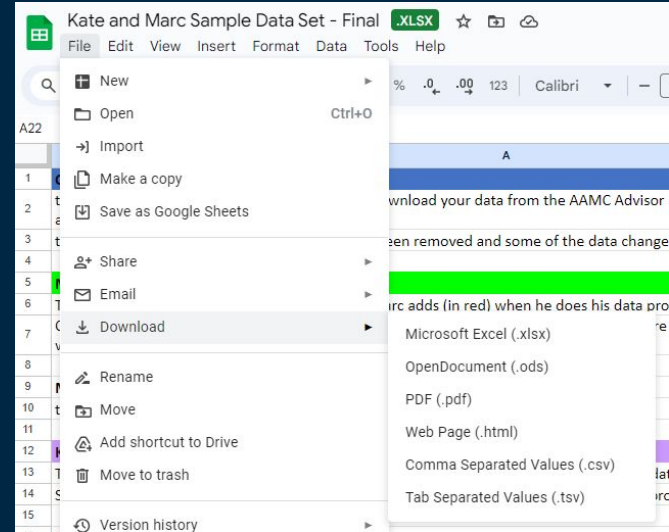 Kate and Marc Sample Data Set - Final .XLSX
File Edit View Insert Format Data Tools Help
% .0 .00 123 Calibri
A22
A
New
Open Ctrl+O
Import
Make a copy
Save as Google Sheets
Share
Email
Download
Rename
Move
Add shortcut to Drive
Move to trash
Version history
Microsoft Excel (.xlsx)
OpenDocument (.ods)
PDF (.pdf)
Web Page (.html)
Comma Separated Values (.csv)
Tab Separated Values (.tsv)
1
2 your data from the AAMC Advisor
3 removed and some of the data change
4
5
6 adds (in red) when he does his data
7
8
9
10
11
12
13
14
15